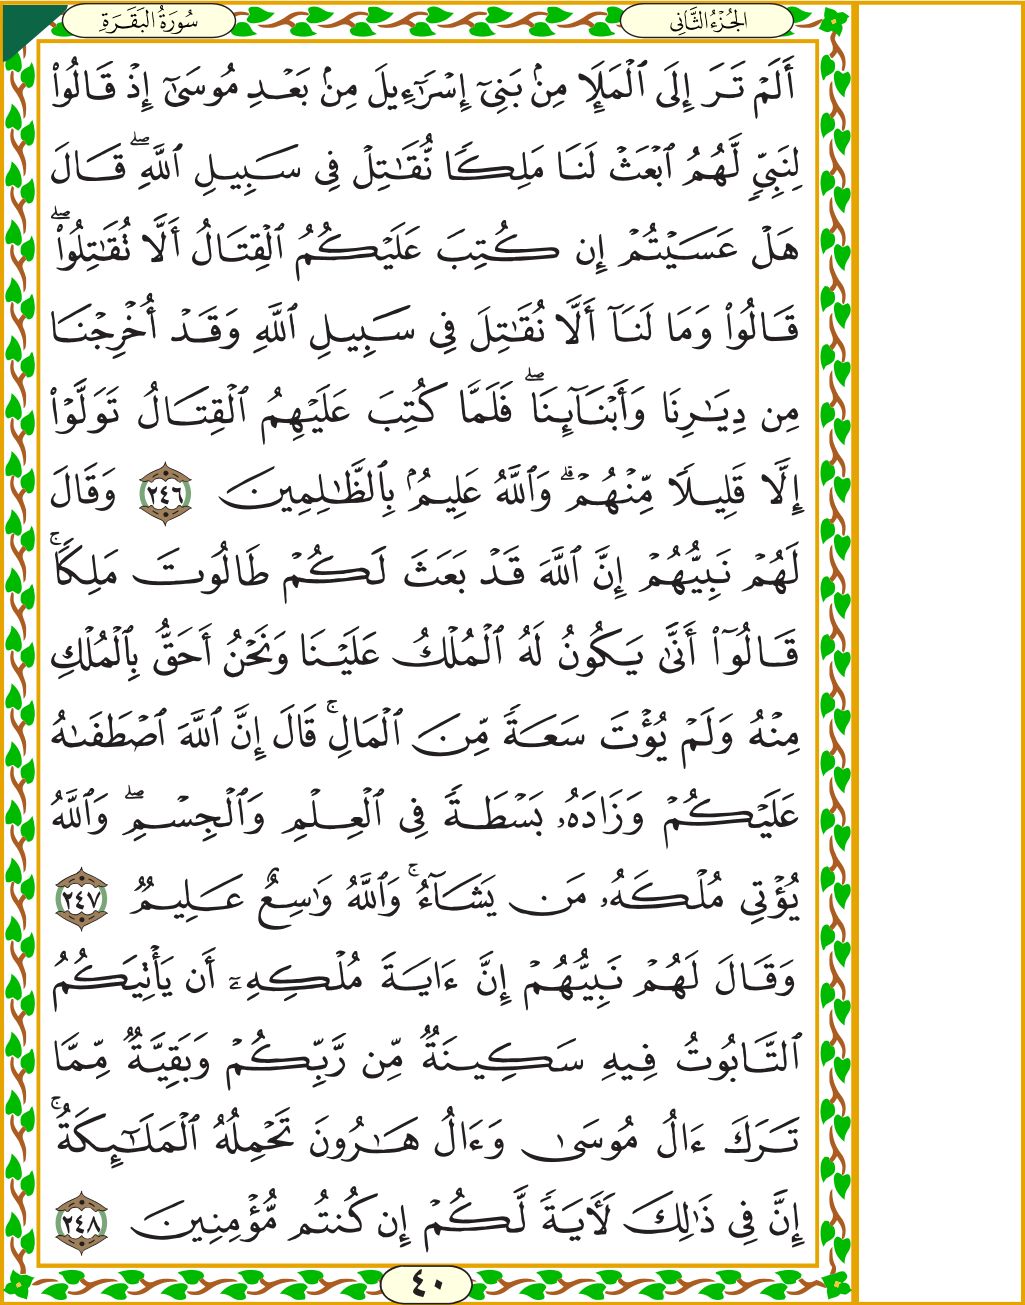 الجُزْءُ الثَّانِي
سُورَةُ البَقَرَةِ
أَلَمۡ تَرَ إِلَى ٱلۡمَلَإِ مِنۢ بَنِيٓ إِسۡرَٰٓءِيلَ مِنۢ بَعۡدِ مُوسَىٰٓ إِذۡ قَالُواْ
لِنَبِيّٖ لَّهُمُ ٱبۡعَثۡ لَنَا مَلِكٗا نُّقَٰتِلۡ فِي سَبِيلِ ٱللَّهِۖ قَالَ
هَلۡ عَسَيۡتُمۡ إِن كُتِبَ عَلَيۡكُمُ ٱلۡقِتَالُ أَلَّا تُقَٰتِلُواْۖ
قَالُواْ وَمَا لَنَآ أَلَّا نُقَٰتِلَ فِي سَبِيلِ ٱللَّهِ وَقَدۡ أُخۡرِجۡنَا
مِن دِيَٰرِنَا وَأَبۡنَآئِنَاۖ فَلَمَّا كُتِبَ عَلَيۡهِمُ ٱلۡقِتَالُ تَوَلَّوۡاْ
إِلَّا قَلِيلٗا مِّنۡهُمۡۗ وَٱللَّهُ عَلِيمُۢ بِٱلظَّٰلِمِينَ ٢٤٦ وَقَالَ
لَهُمۡ نَبِيُّهُمۡ إِنَّ ٱللَّهَ قَدۡ بَعَثَ لَكُمۡ طَالُوتَ مَلِكٗاۚ
قَالُوٓاْ أَنَّىٰ يَكُونُ لَهُ ٱلۡمُلۡكُ عَلَيۡنَا وَنَحۡنُ أَحَقُّ بِٱلۡمُلۡكِ
مِنۡهُ وَلَمۡ يُؤۡتَ سَعَةٗ مِّنَ ٱلۡمَالِۚ قَالَ إِنَّ ٱللَّهَ ٱصۡطَفَىٰهُ
عَلَيۡكُمۡ وَزَادَهُۥ بَسۡطَةٗ فِي ٱلۡعِلۡمِ وَٱلۡجِسۡمِۖ وَٱللَّهُ
يُؤۡتِي مُلۡكَهُۥ مَن يَشَآءُۚ وَٱللَّهُ وَٰسِعٌ عَلِيمٞ ٢٤٧
وَقَالَ لَهُمۡ نَبِيُّهُمۡ إِنَّ ءَايَةَ مُلۡكِهِۦٓ أَن يَأۡتِيَكُمُ
ٱلتَّابُوتُ فِيهِ سَكِينَةٞ مِّن رَّبِّكُمۡ وَبَقِيَّةٞ مِّمَّا
تَرَكَ ءَالُ مُوسَىٰ وَءَالُ هَٰرُونَ تَحۡمِلُهُ ٱلۡمَلَٰٓئِكَةُۚ
إِنَّ فِي ذَٰلِكَ لَأٓيَةٗ لَّكُمۡ إِن كُنتُم مُّؤۡمِنِينَ ٢٤٨
٤٠